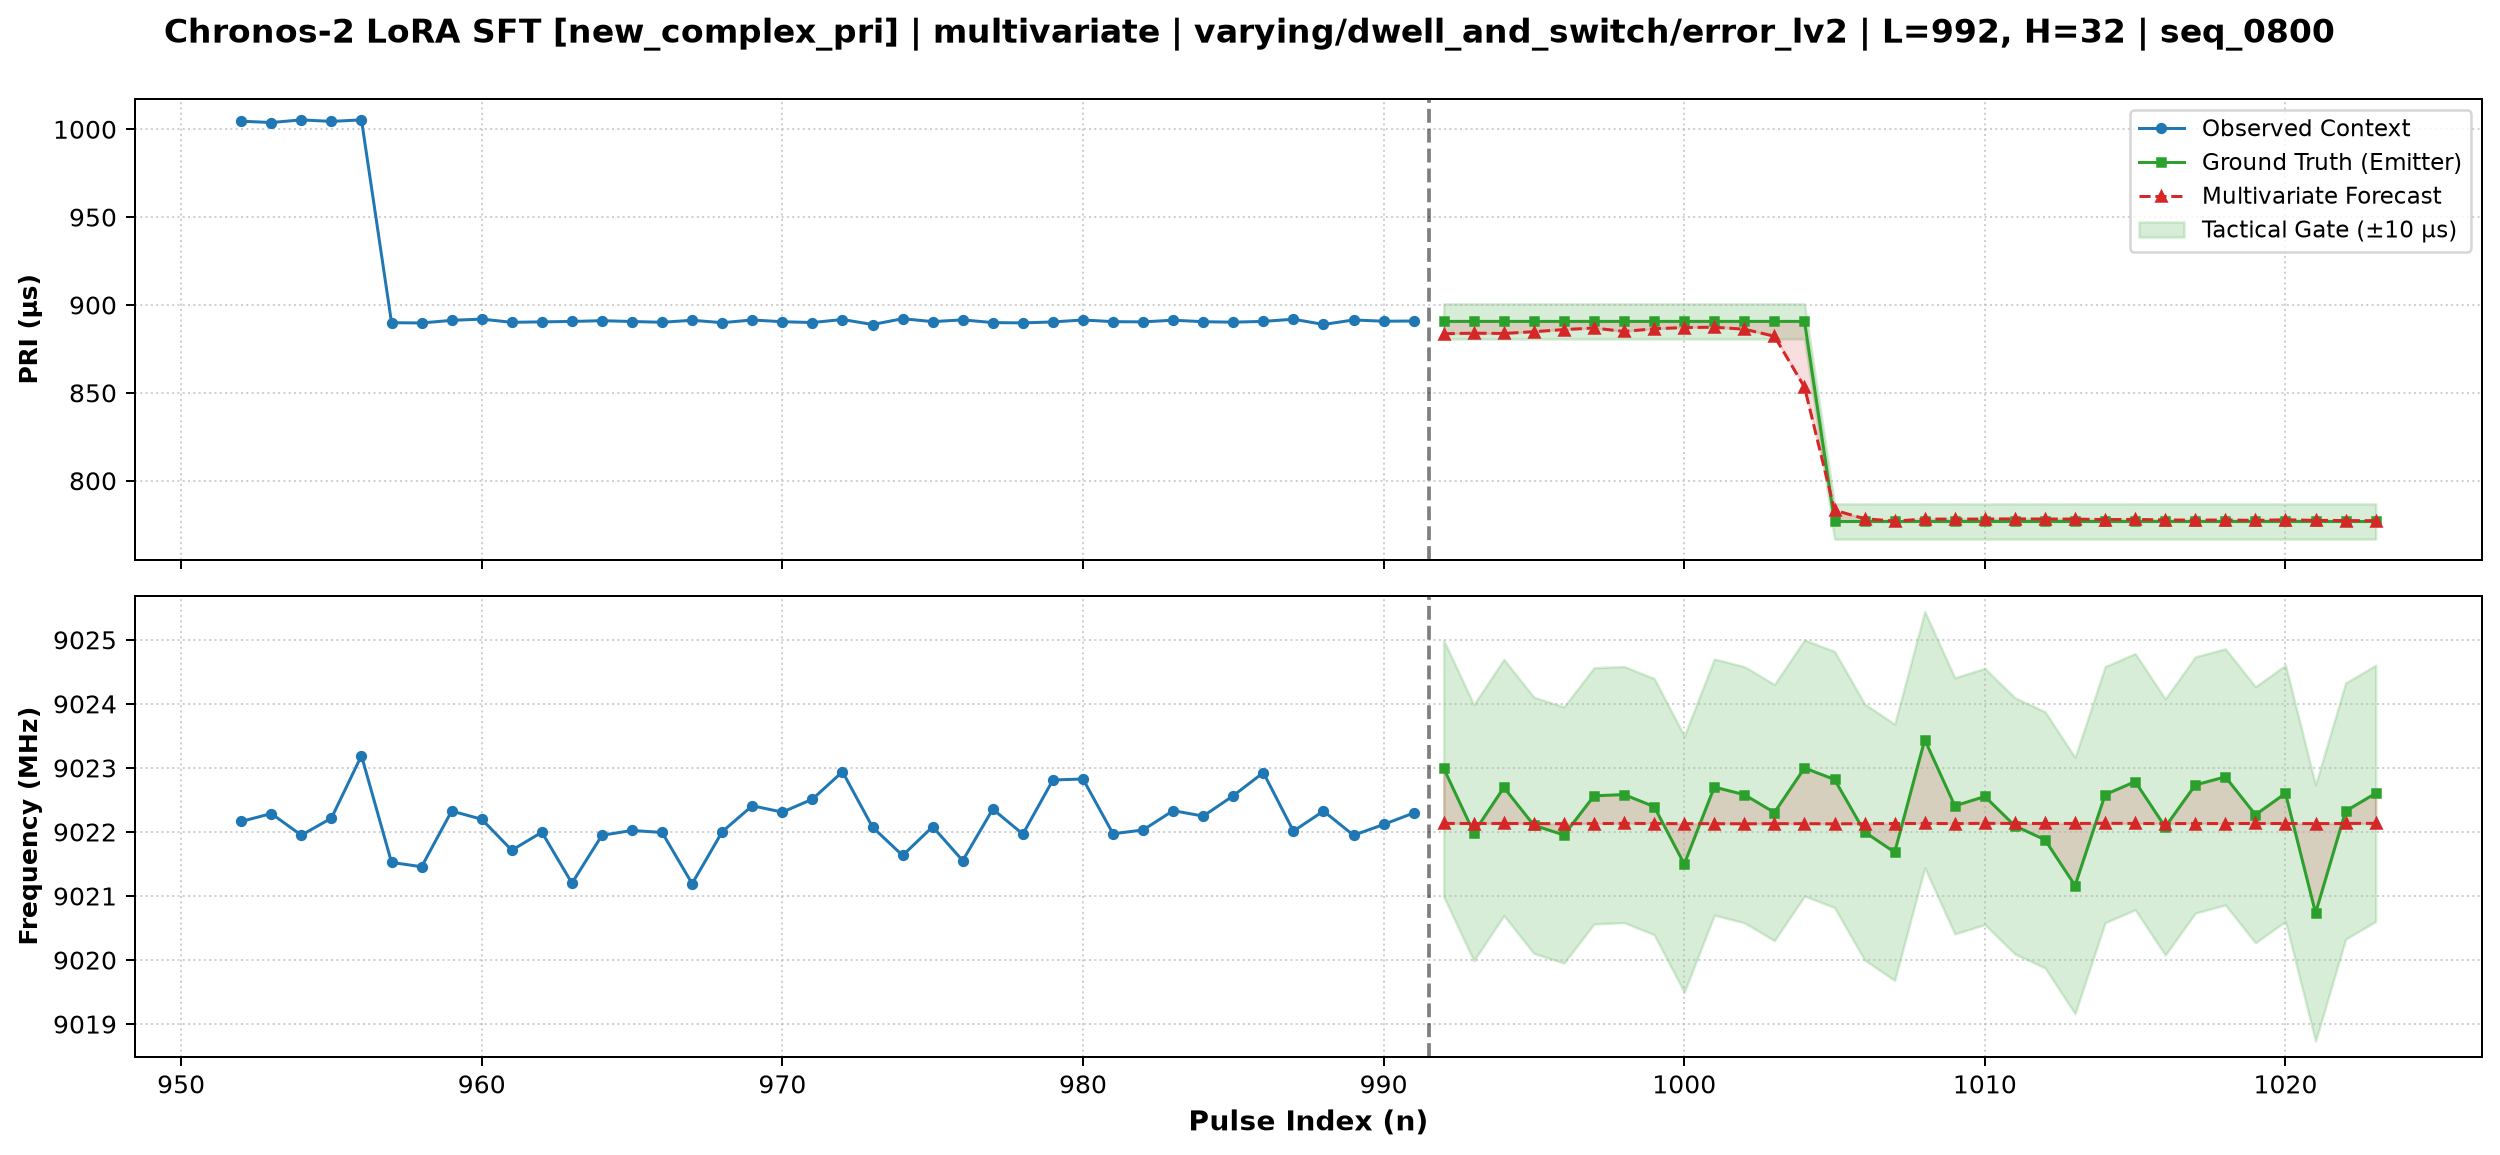 Chronos-2 LoRA SFT [new_complex_pri] | multivariate | varying/dwell_and_switch/error_lv2 | L=992, H=32 | seq_0800
PRI (µs)
1000
950
900
850
800
Observed Context
Ground Truth (Emitter)
Multivariate Forecast
Tactical Gate (±10 µs)
Frequency (MHz)
9025
9024
9023
9022
9021
9020
9019
950 960 970 980 990 1000 1010 1020
Pulse Index (n)